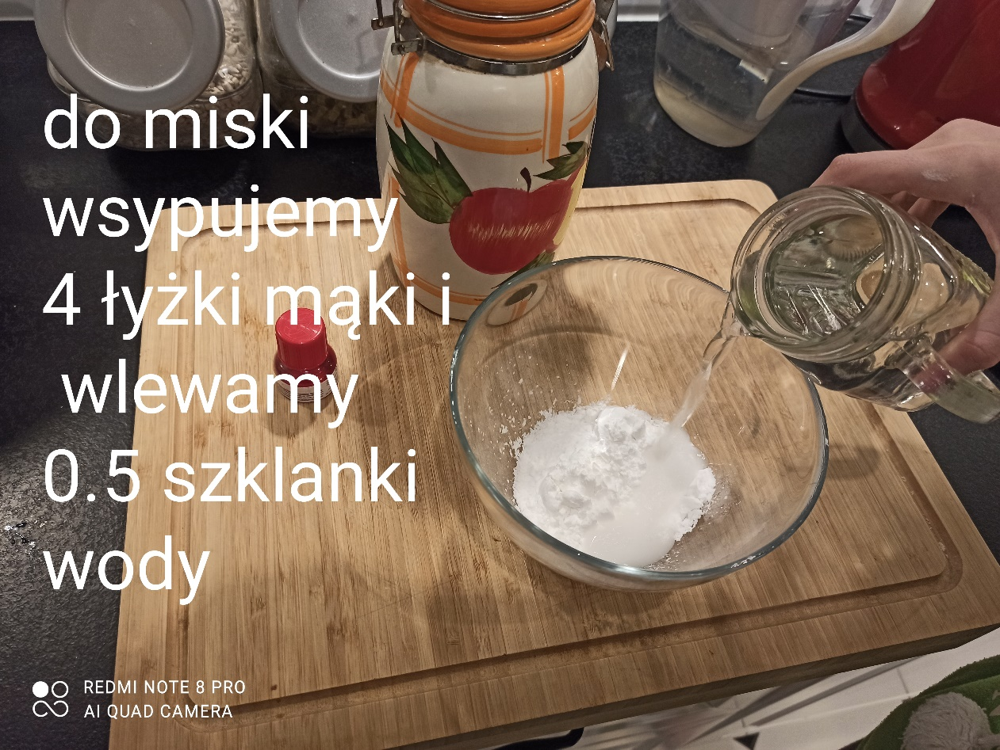 do miski
wsypujemy
4 łyżki mąki i
wlewamy
0.5 szklanki
wody
REDMI NOTE 8 PRO
AI QUAD CAMERA